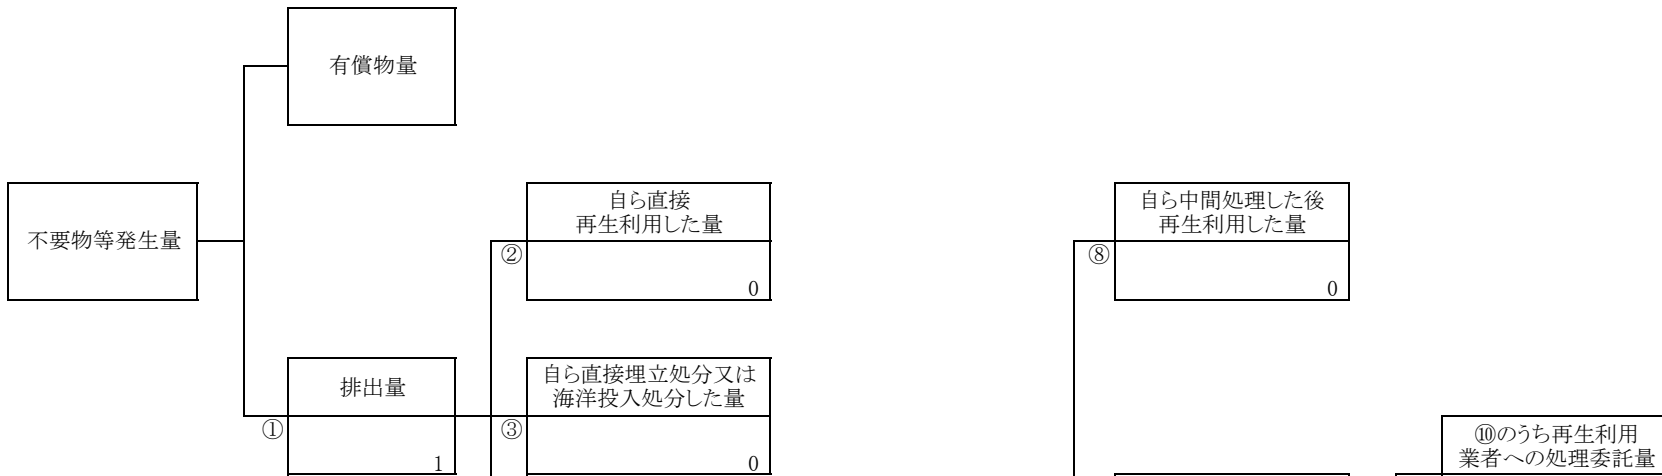 有償物量
不要物等発生量
自ら直接
再生利用した量
②
0
自ら中間処理した後
再生利用した量
⑧
0
排出量
①
1
自ら直接埋立処分又は
海洋投入処分した量
③
0
⑩のうち再生利用
業者への処理委託量